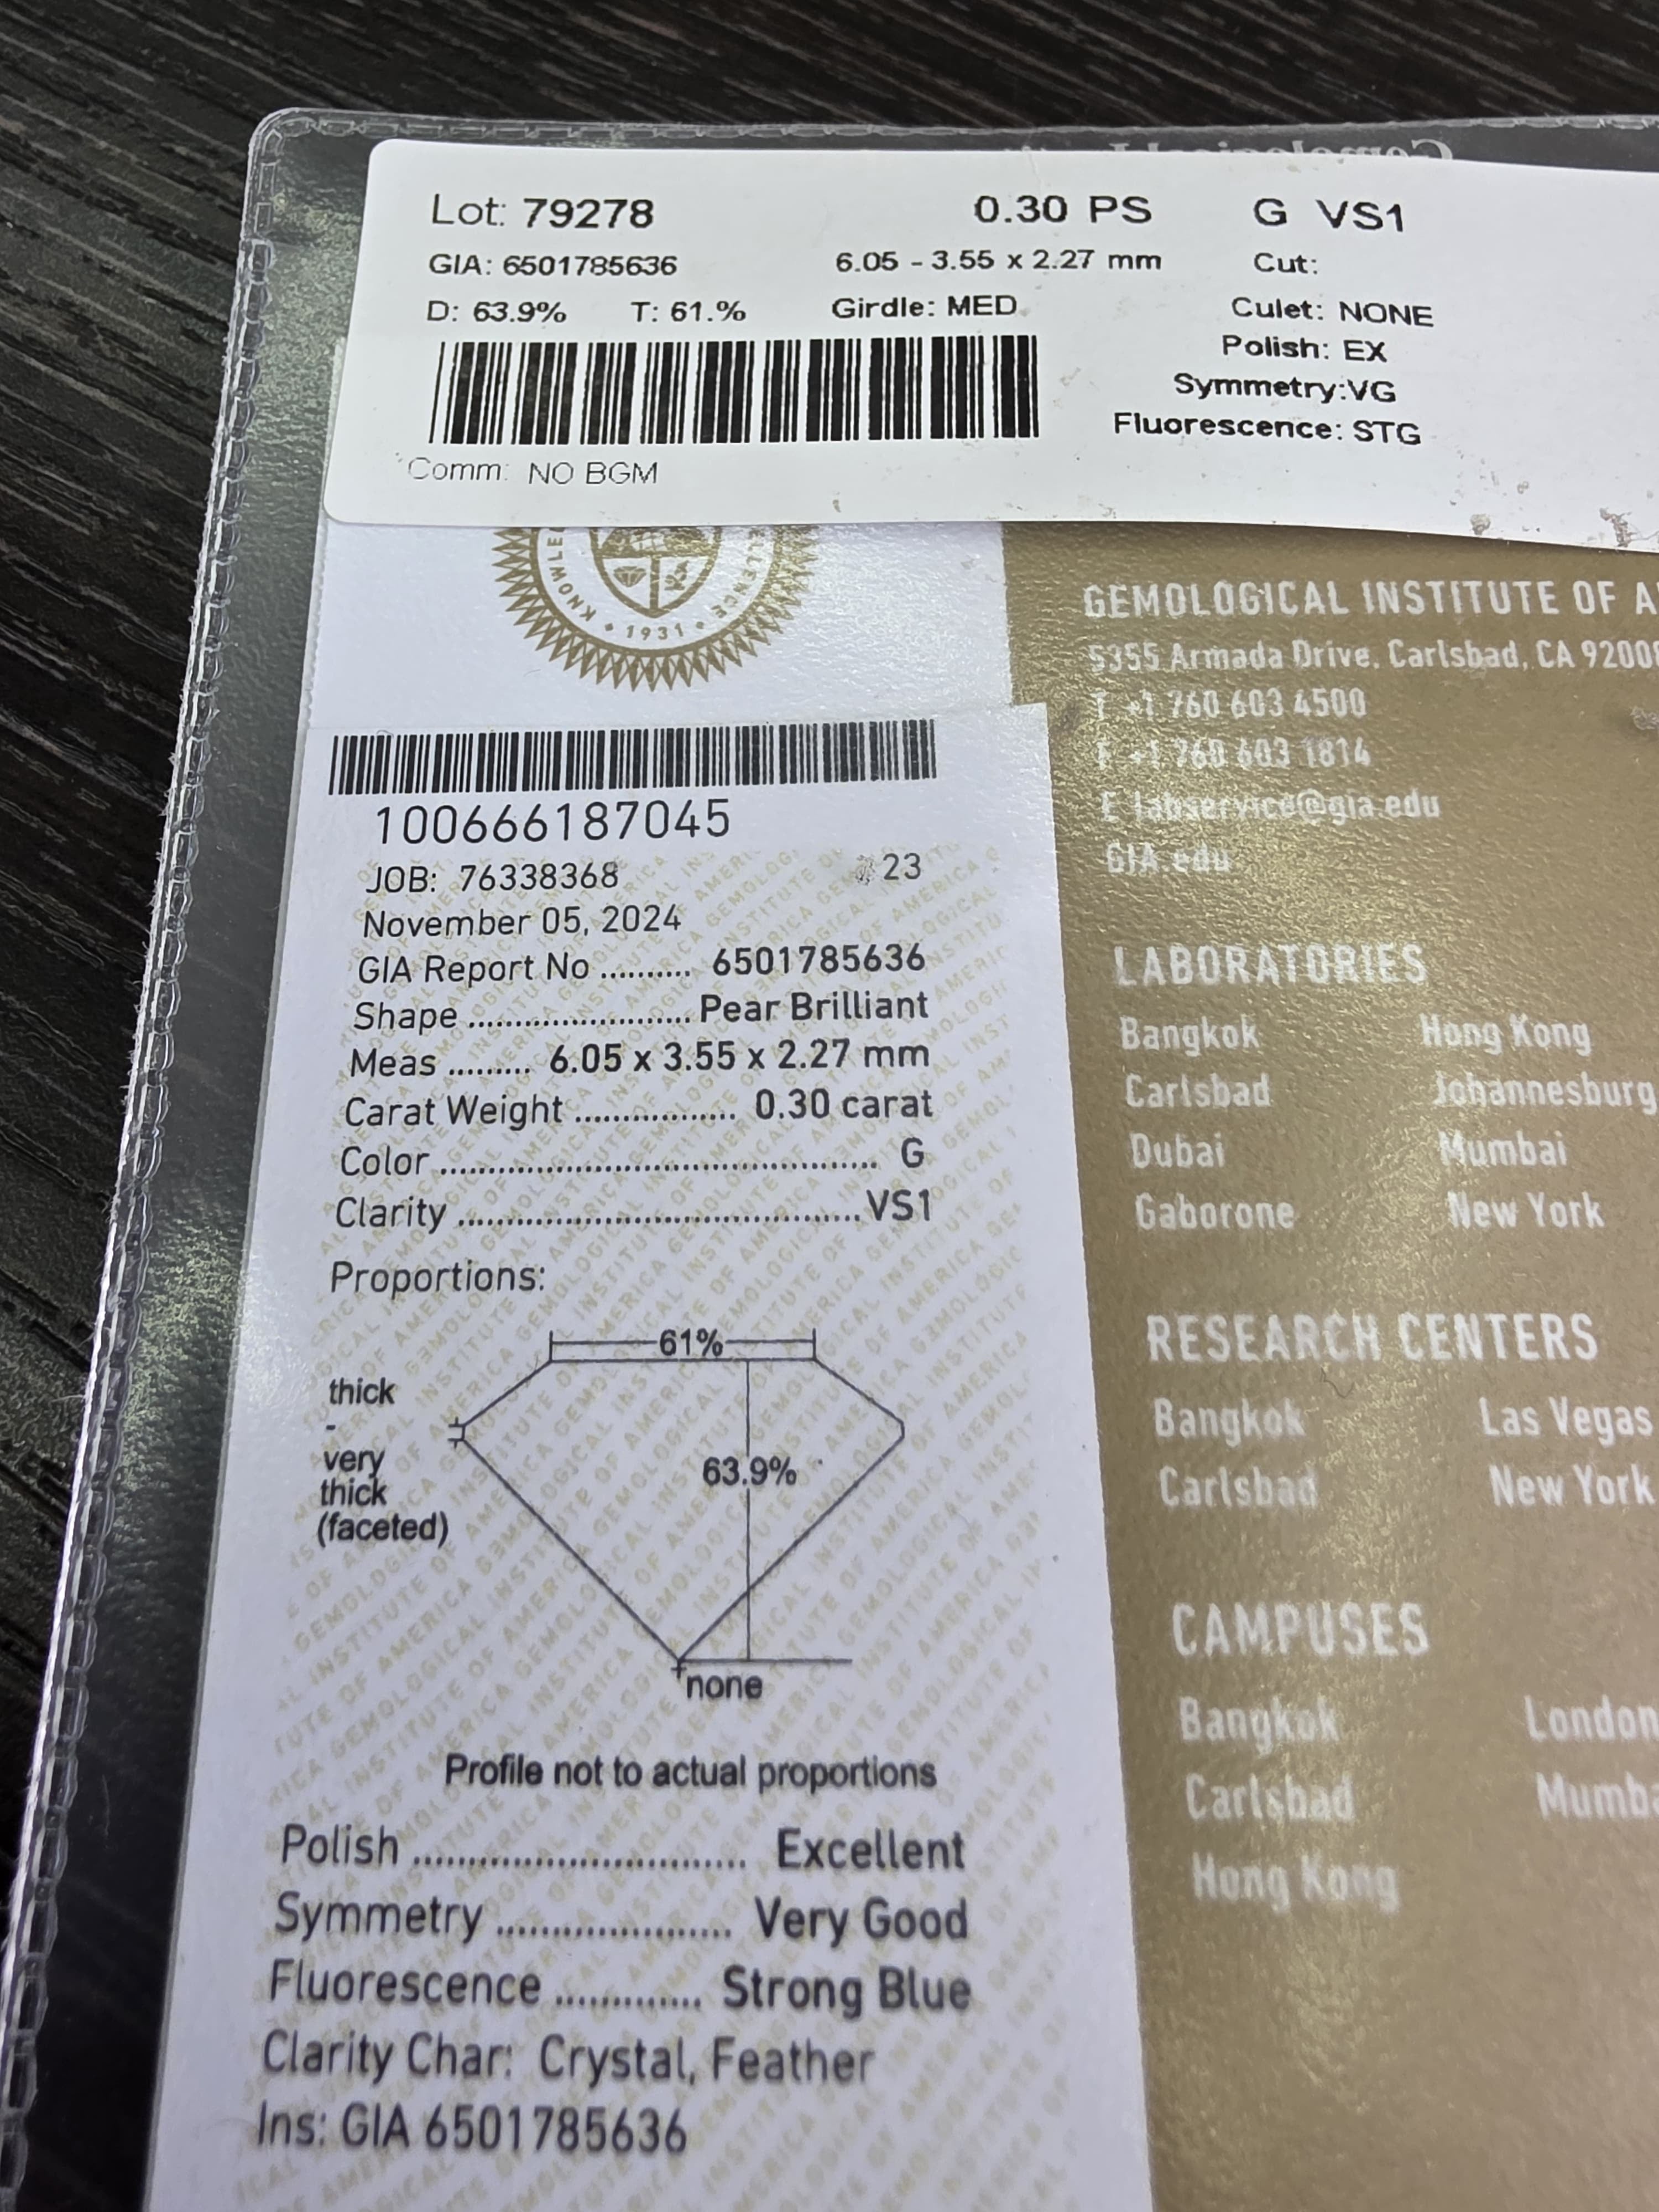 Lot: 79278 0.30 PS G VS1
GIA: 6501785636 6.05 - 3.55 x 2.27 mm Cut:
D: 63.9% T: 61.% Girdle: MED Culet: NONE
Polish: EX
Symmetry:VG
Fluorescence: STG
Comm: NO BGM
1931
GEMOLOGICAL INSTITUTE OF
5355 Armada Drive, Carlsbad, CA 92008
T +1 760 603 4500
F +1 760 603 1814
E labservice@gia.edu
GIA.edu
LABORATORIES
Bangkok Hong Kong
Carlsbad Johannesburg
Dubai Mumbai
Gaborone New York
RESEARCH CENTERS
Bangkok Las Vegas
Carlsbad New York
CAMPUSES
Bangkok London
Carlsbad Mumba
Hong Kong
100666187045
JOB: 76338368 23
November 05, 2024
GIA Report No .......... 6501785636
Shape ........................ Pear Brilliant
Meas ......... 6.05 x 3.55 x 2.27 mm
Carat Weight ................. 0.30 carat
Color ............................................. G
Clarity .......................................... VS1
Proportions:
61%
thick
-
very
thick
(faceted)
63.9%
none
Profile not to actual proportions
Polish ............................... Excellent
Symmetry ...................... Very Good
Fluorescence ............. Strong Blue
Clarity Char: Crystal, Feather
Ins: GIA 6501785636